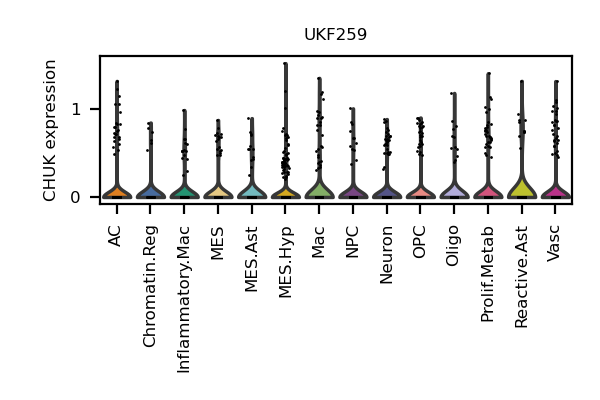 UKF259
CHUK expression
1
0
AC
Chromatin.Reg
Inflammatory.Mac
MES
MES.Ast
MES.Hyp
Mac
NPC
Neuron
OPC
Oligo
Prolif.Metab
Reactive.Ast
Vasc